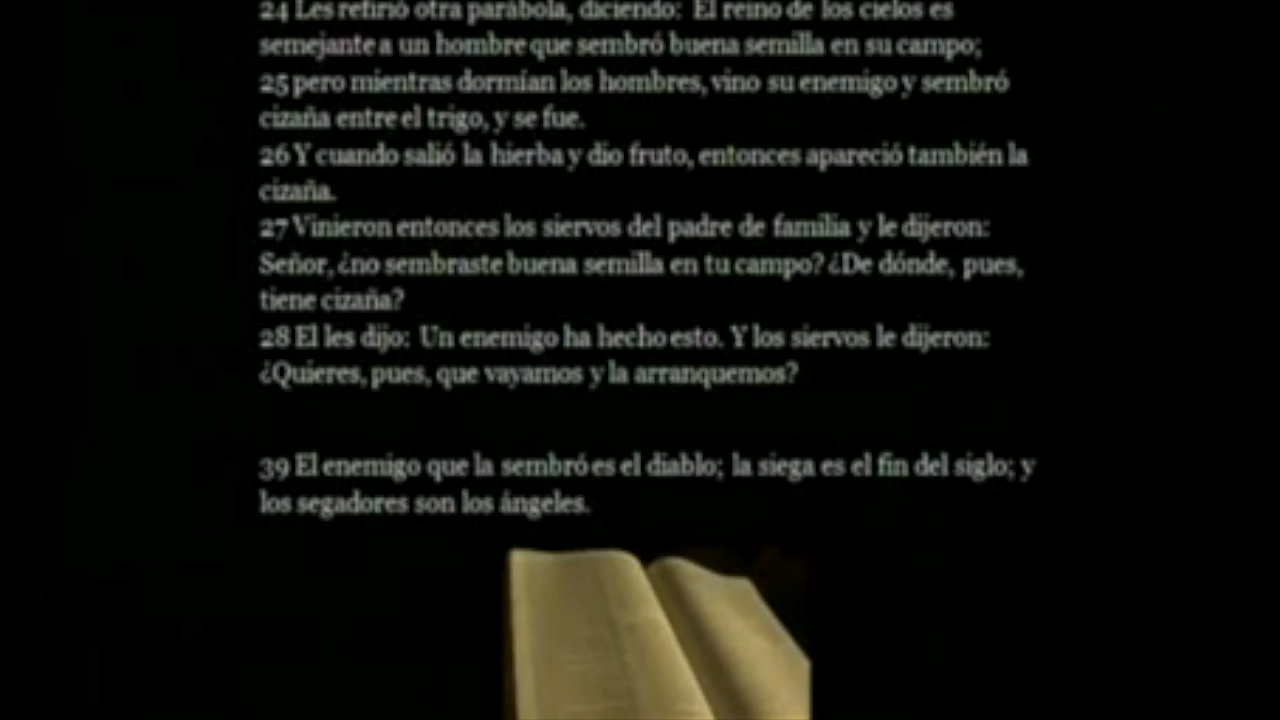 24 Les refirió otra parábola, diciendo: El reino de los cielos es
semejante a un hombre que sembró buena semilla en su campo;
25 pero mientras dormían los hombres, vino su enemigo y sembró
cizaña entre el trigo, y se fue.
26 Y cuando salió la hierba y dio fruto, entonces apareció también la
cizaña.
27 Vinieron entonces los siervos del padre de familia y le dijeron:
Señor, ¿no sembraste buena semilla en tu campo? ¿De dónde, pues,
tiene cizaña?
28 El les dijo: Un enemigo ha hecho esto. Y los siervos le dijeron:
¿Quieres, pues, que vayamos y la arranquemos?
39 El enemigo que la sembró es el diablo; la siega es el fin del siglo; y
los segadores son los ángeles.